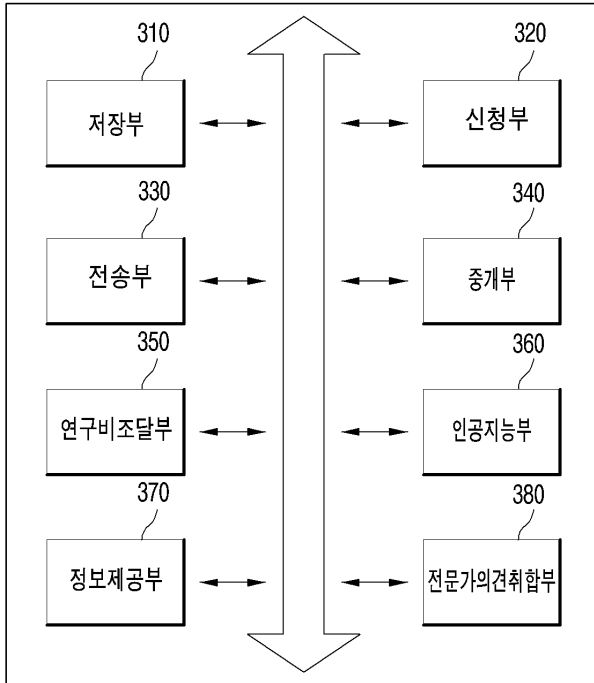 310
320
저장부
신청부
330
340
전송부
중개부
350
360
연구비조달부
인공지능부
370
380
정보제공부
전문가의견취합부